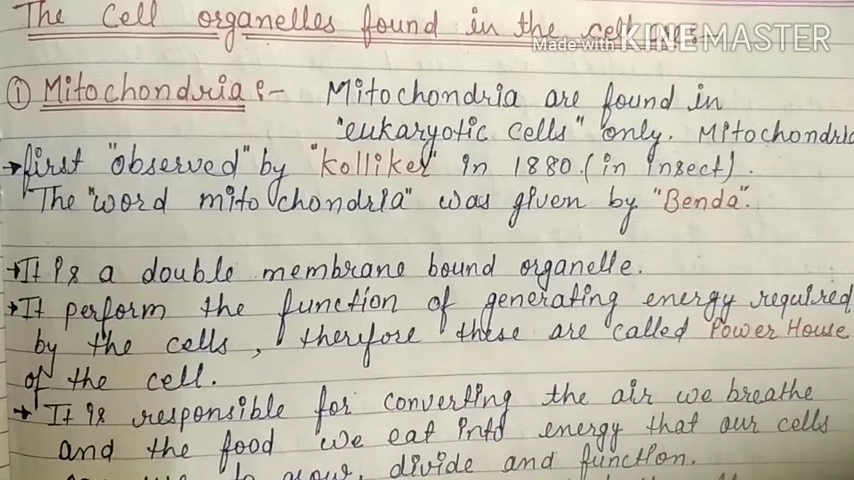 The Cell organelles found in the cell
Made with KINEMASTER
① Mitochondria :- Mitochondria are found in
"eukaryotic cells" only. Mitochondria
→ first "observed" by "Kolliker" in 1880. (in insect).
The "word mitochondria" was given by "Benda".
→ It is a double membrane bound organelle.
→ It perform the function of generating energy required
by the cells, therefore these are called Power House
of the cell.
→ It is responsible for converting the air we breathe
and the food we eat into energy that our cells
to grow, divide and function.